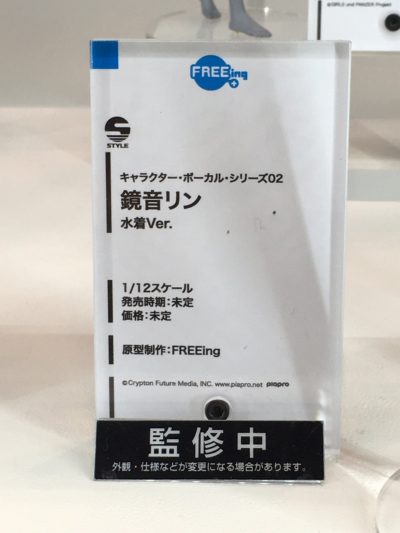 ©GIRLS und PANZER Projekt
FREEing
S
STYLE
キャラクター・ボーカル・シリーズ02
鏡音リン
水着Ver.
1/12スケール
発売時期：未定
価格：未定
原型制作：FREEing
©Crypton Future Media, INC. www.piapro.net piapro
監修中
外観・仕様などが変更になる場合があります。